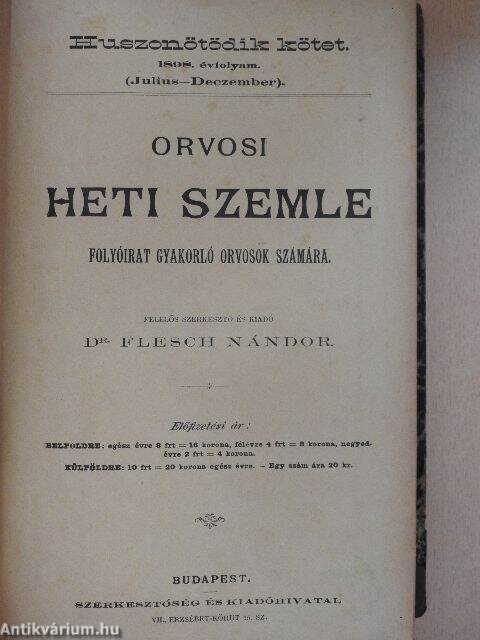 Huszonötödik kötet.
1898. évfolyam.
(Julius—Deczember).
ORVOSI
HETI SZEMLE
FOLYÓIRAT GYAKORLÓ ORVOSOK SZÁMÁRA.
FELELŐS SZERKESZTŐ ÉS KIADÓ
DR. FLESCH NÁNDOR.
Előfizetési ár:
BELFÖLDRE: egész évre 8 frt = 16 korona, félévre 4 frt = 8 korona, negyed-
évre 2 frt = 4 korona.
KÜLFÖLDRE: 10 frt = 20 korona egész évre. – Egy szám ára 20 kr.
BUDAPEST.
SZERKESZTŐSÉG ÉS KIADÓHIVATAL
VII., ERZSÉBET-KÖRUT SZ.
Antikvárium.hu